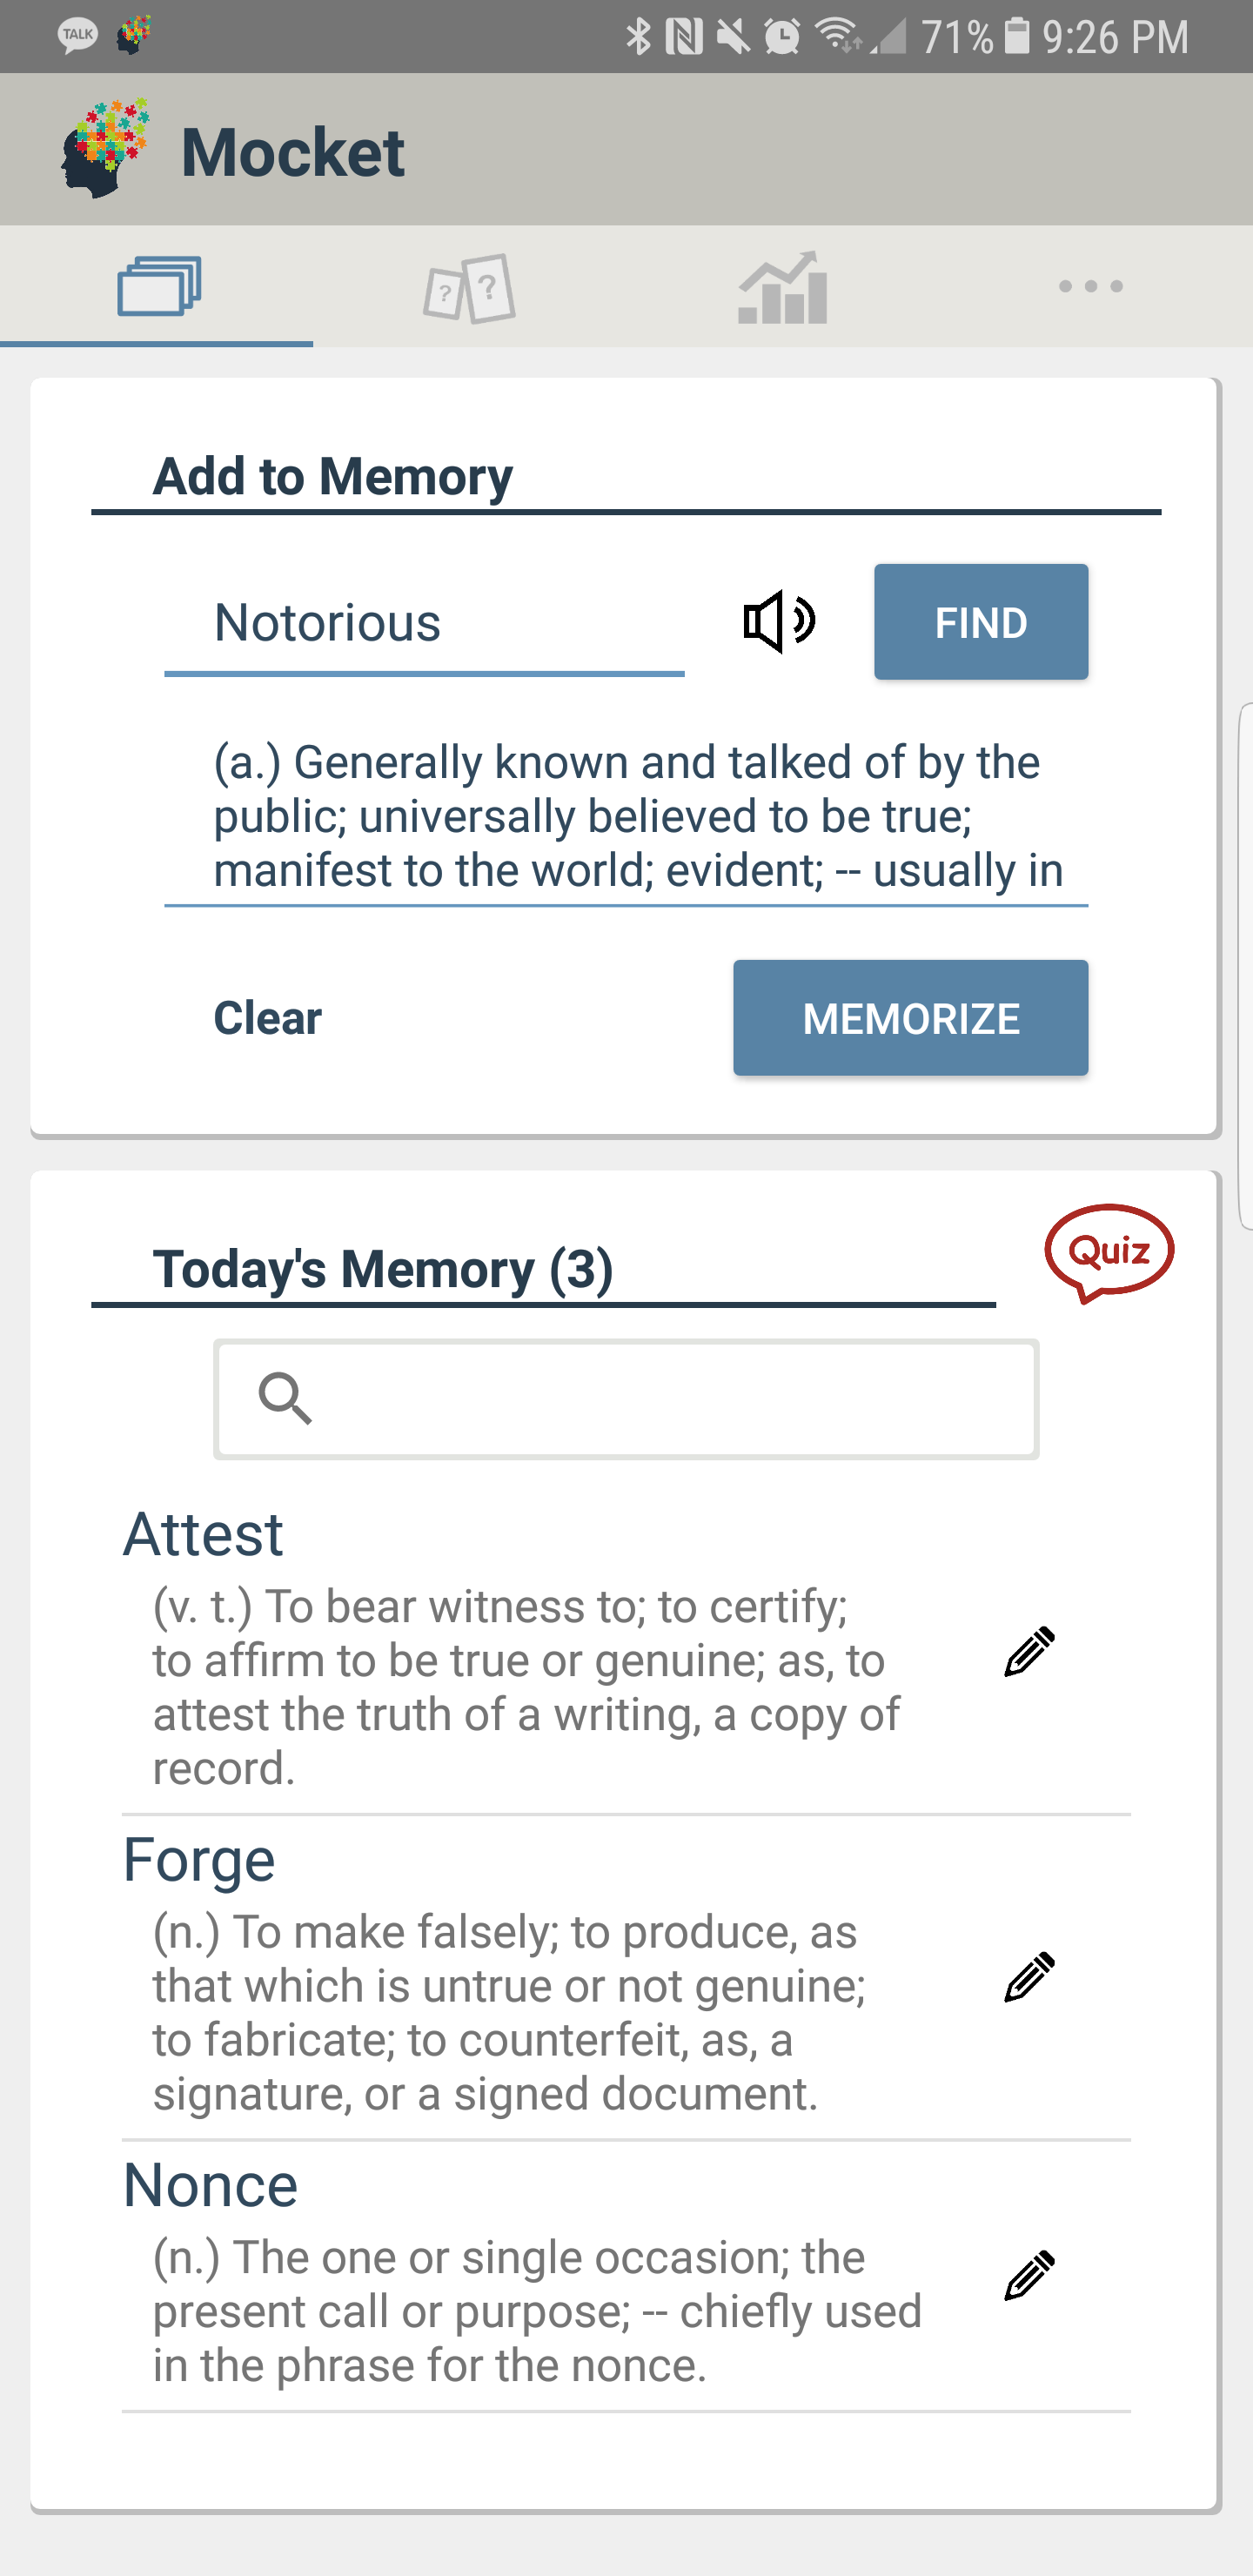 TALK 71% 9:26 PM
Mocket
? ?
Add to Memory
Notorious FIND
(a.) Generally known and talked of by the
public; universally believed to be true;
manifest to the world; evident; -- usually in
Clear MEMORIZE
Today's Memory (3) Quiz
Attest
(v. t.) To bear witness to; to certify;
to affirm to be true or genuine; as, to
attest the truth of a writing, a copy of
record.
Forge
(n.) To make falsely; to produce, as
that which is untrue or not genuine;
to fabricate; to counterfeit, as, a
signature, or a signed document.
Nonce
(n.) The one or single occasion; the
present call or purpose; -- chiefly used
in the phrase for the nonce.